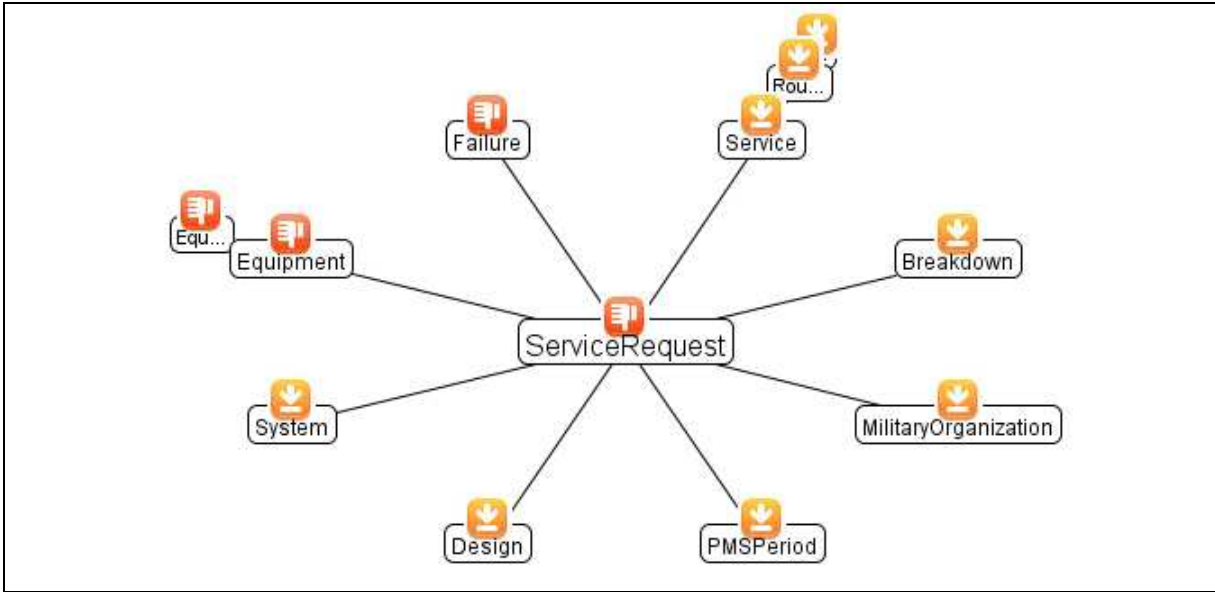 Rou...
Failure
Service
Equ...
Equipment
Breakdown
ServiceRequest
System
MilitaryOrganization
Design
PMSPeriod